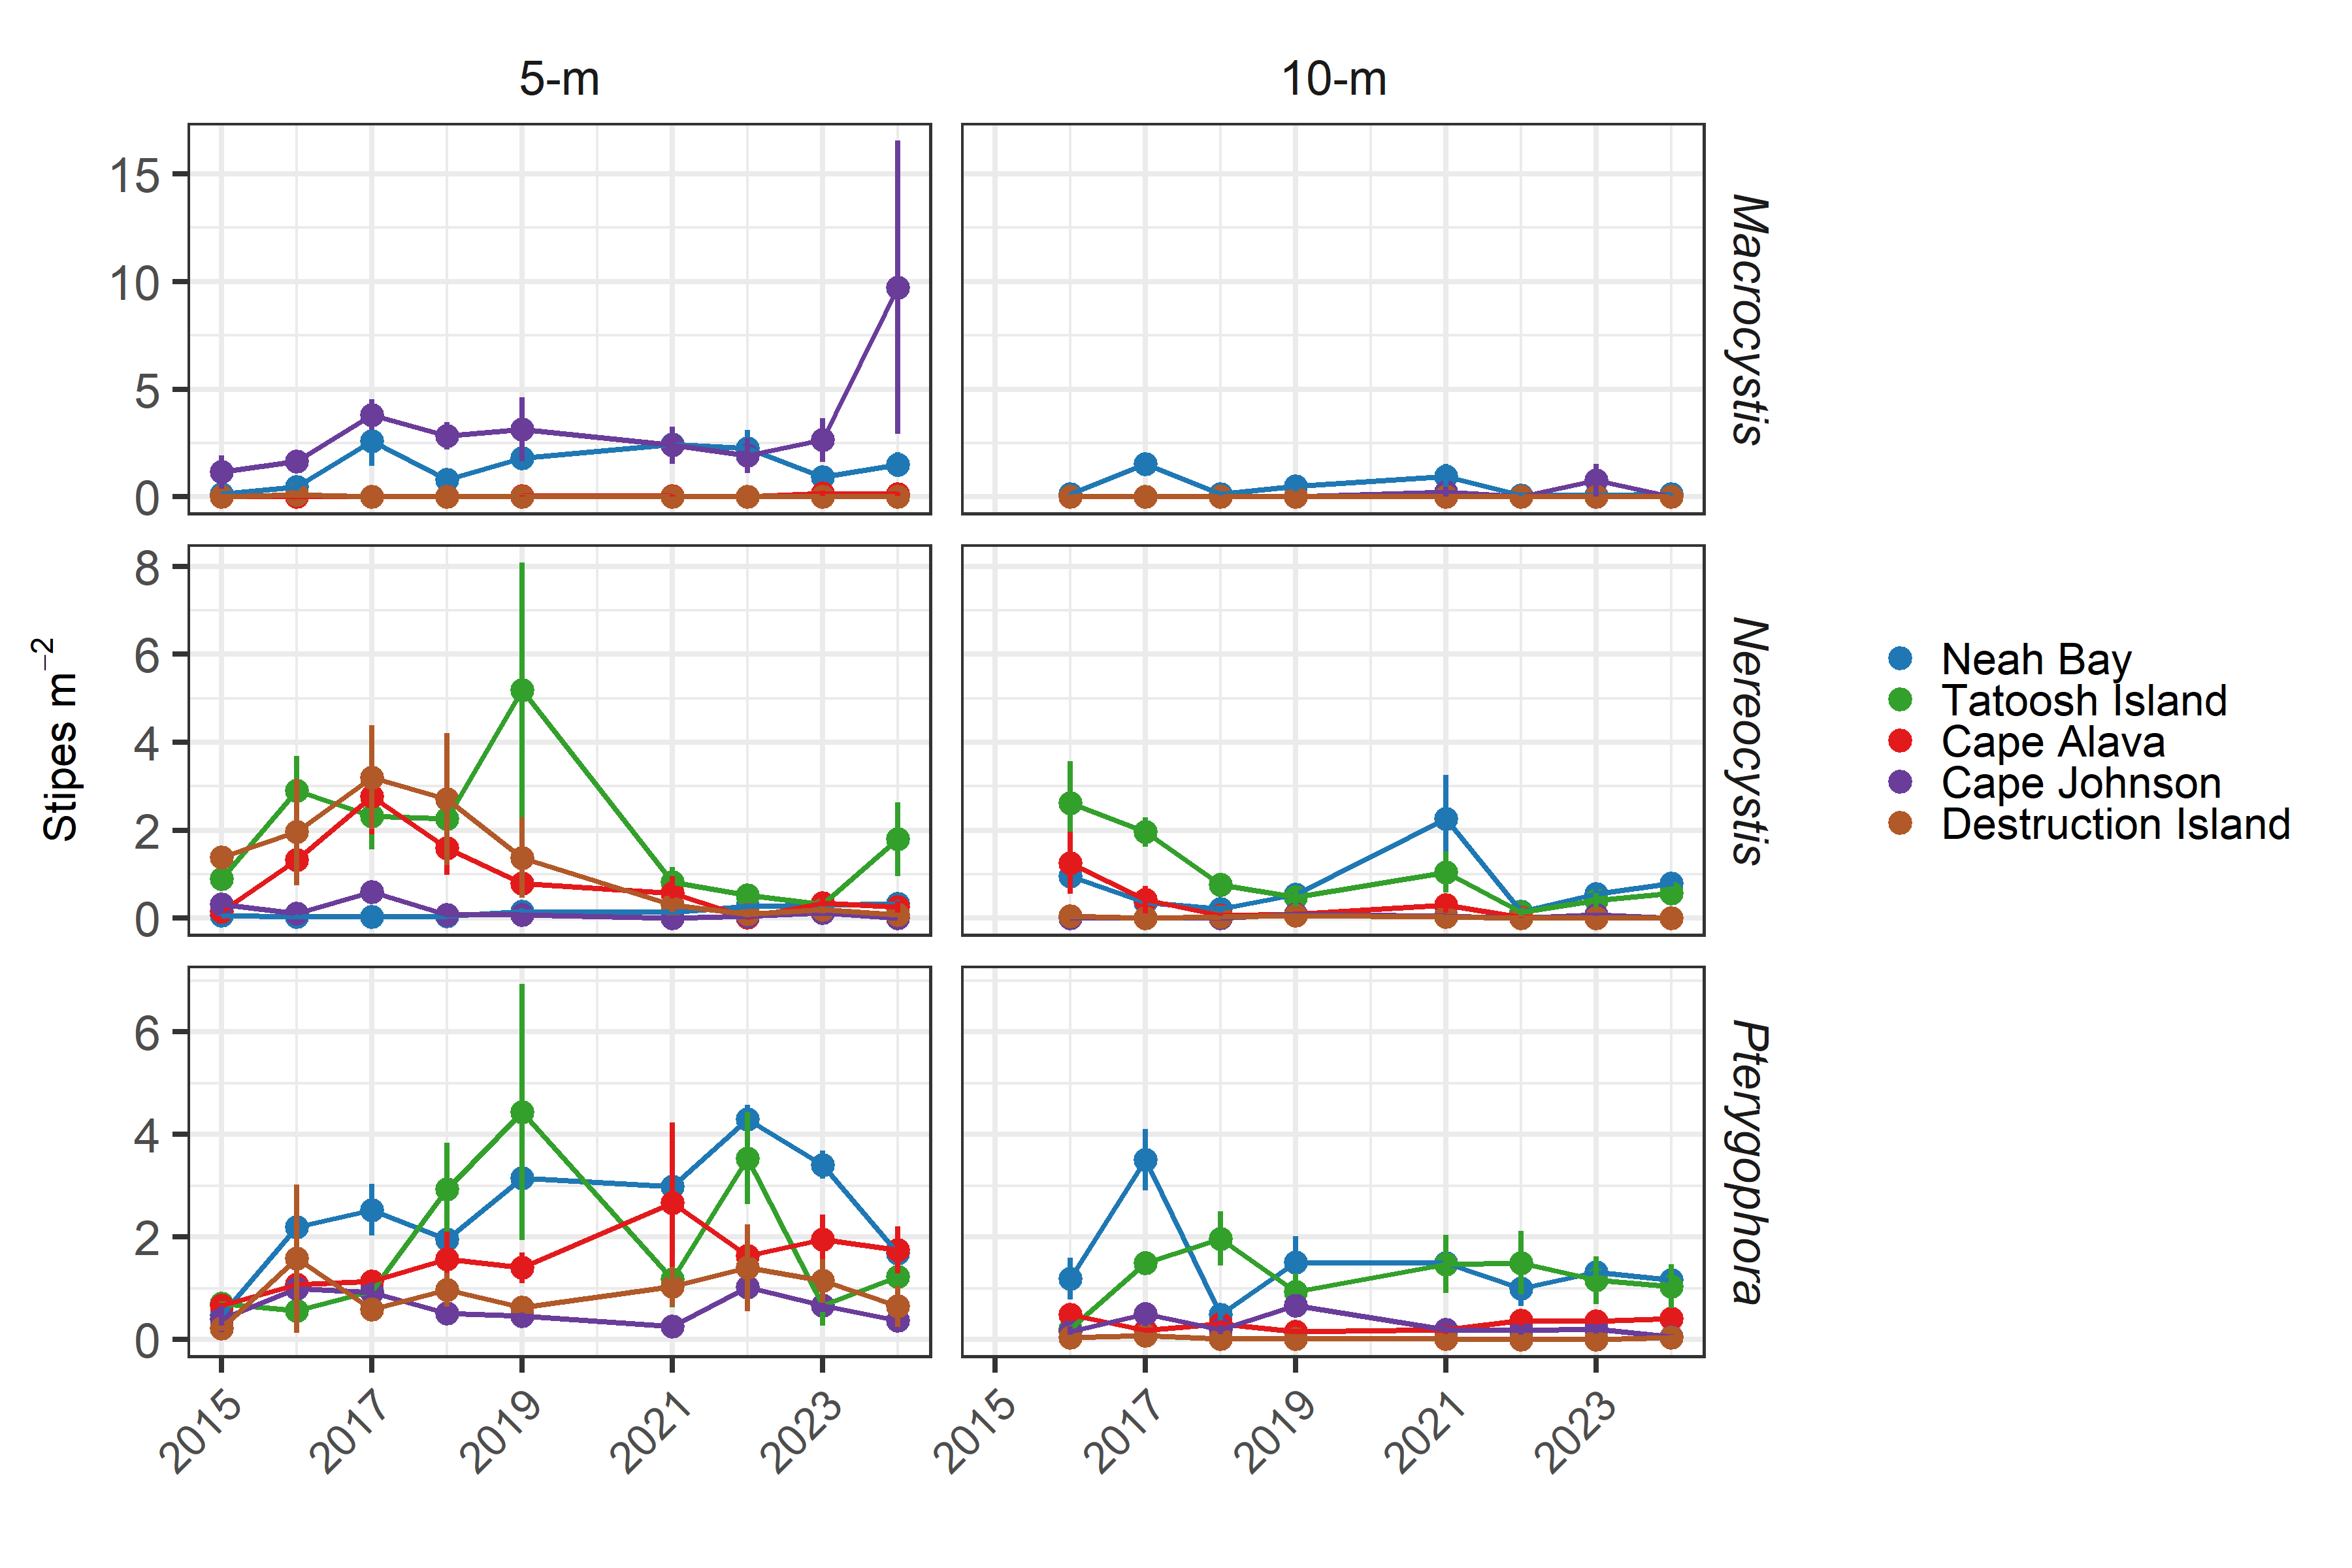 5-m
10-m
15
10
5
0
Macrocystis
8
6
4
2
0
Nereocystis
Stipes m⁻²
6
4
2
0
Pterygophora
2015
2017
2019
2021
2023
2015
2017
2019
2021
2023
Neah Bay
Tatoosh Island
Cape Alava
Cape Johnson
Destruction Island